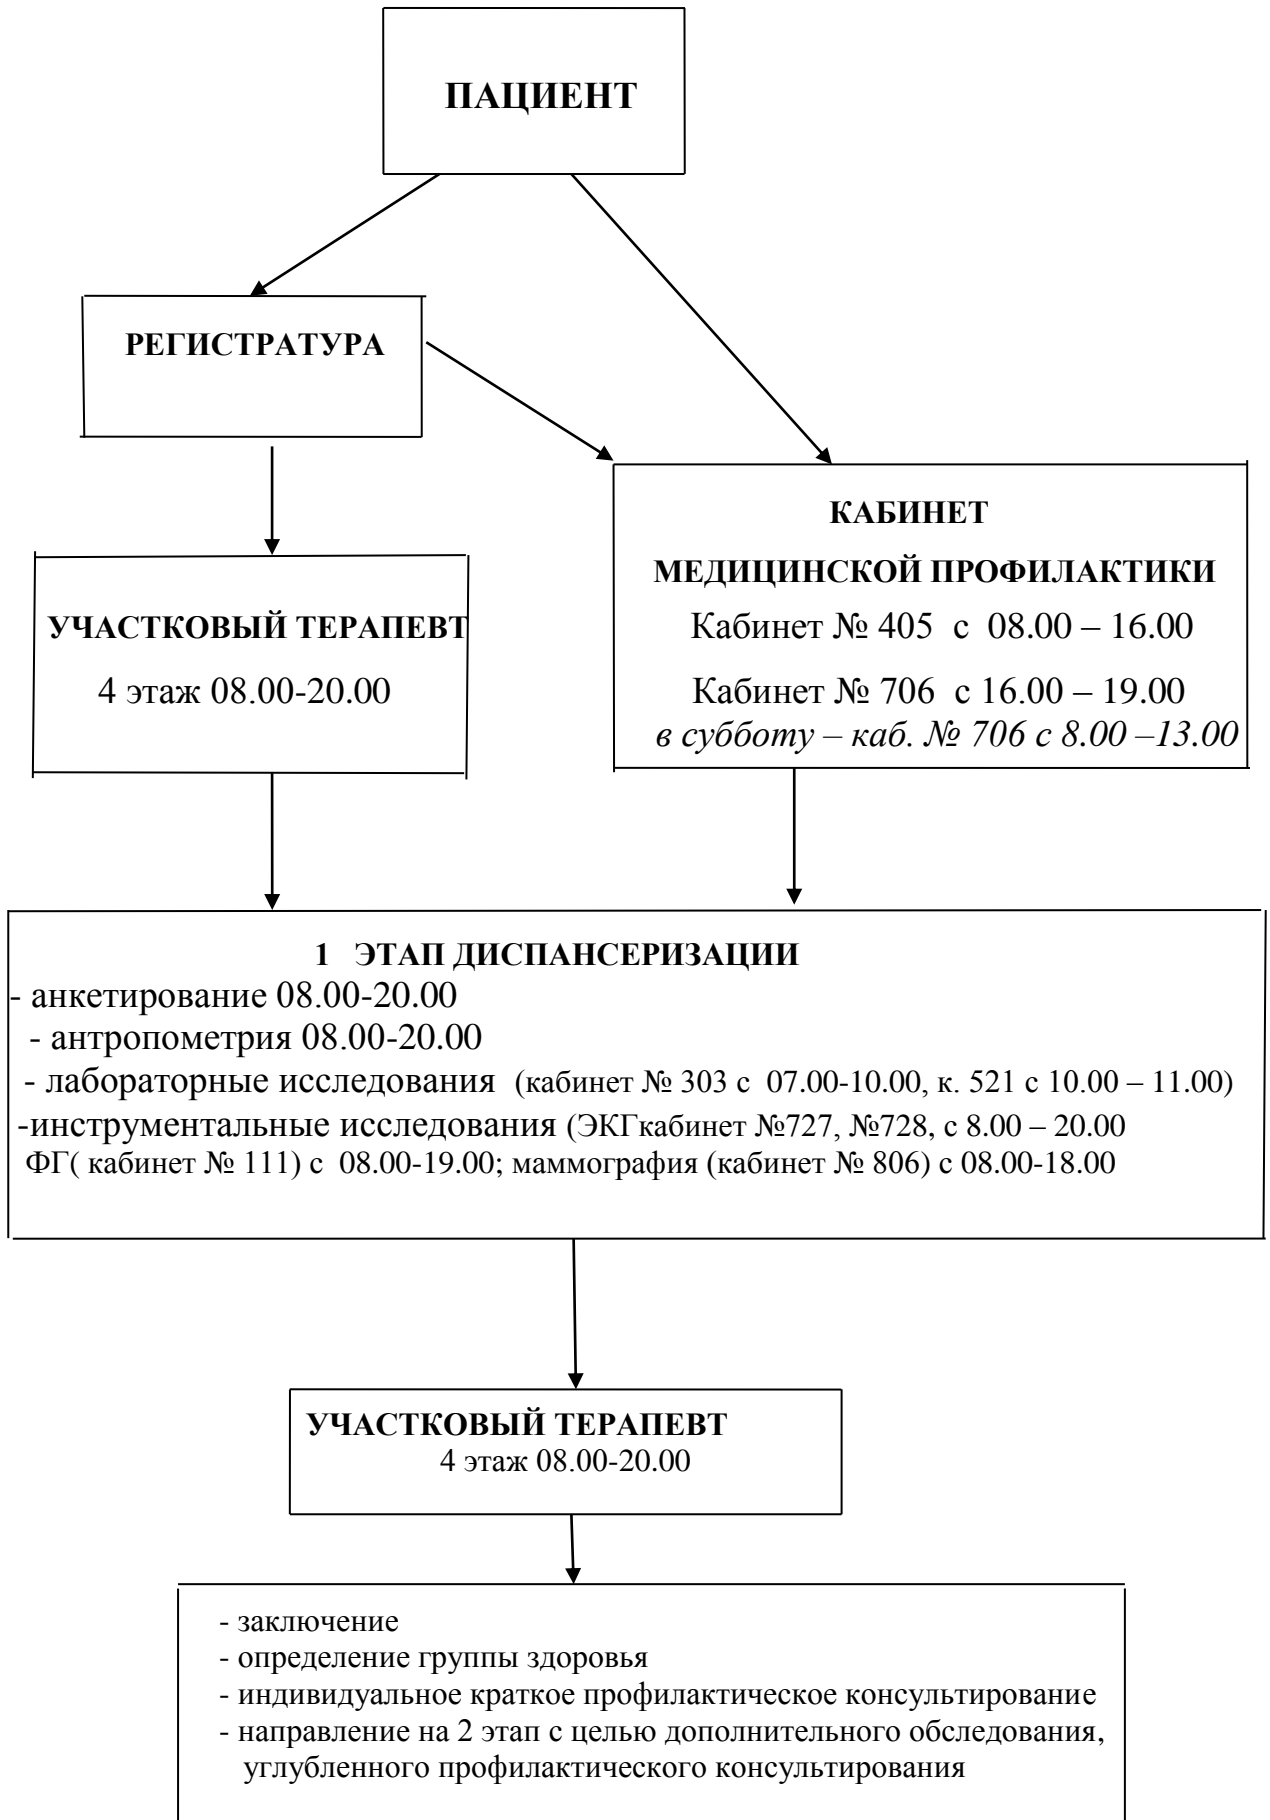 ПАЦИЕНТ
РЕГИСТРАТУРА
КАБИНЕТ
МЕДИЦИНСКОЙ ПРОФИЛАКТИКИ
Кабинет № 405 с 08.00 – 16.00
Кабинет № 706 с 16.00 – 19.00
в субботу – каб. № 706 с 8.00 –13.00
УЧАСТКОВЫЙ ТЕРАПЕВТ
4 этаж 08.00-20.00
1 ЭТАП ДИСПАНСЕРИЗАЦИИ
- анкетирование 08.00-20.00
- антропометрия 08.00-20.00
- лабораторные исследования (кабинет № 303 с 07.00-10.00, к. 521 с 10.00 – 11.00)
-инструментальные исследования (ЭКГкабинет №727, №728, с 8.00 – 20.00
ФГ( кабинет № 111) с 08.00-19.00; маммография (кабинет № 806) с 08.00-18.00
УЧАСТКОВЫЙ ТЕРАПЕВТ
4 этаж 08.00-20.00
- заключение
- определение группы здоровья
- индивидуальное краткое профилактическое консультирование
- направление на 2 этап с целью дополнительного обследования,
углубленного профилактического консультирования